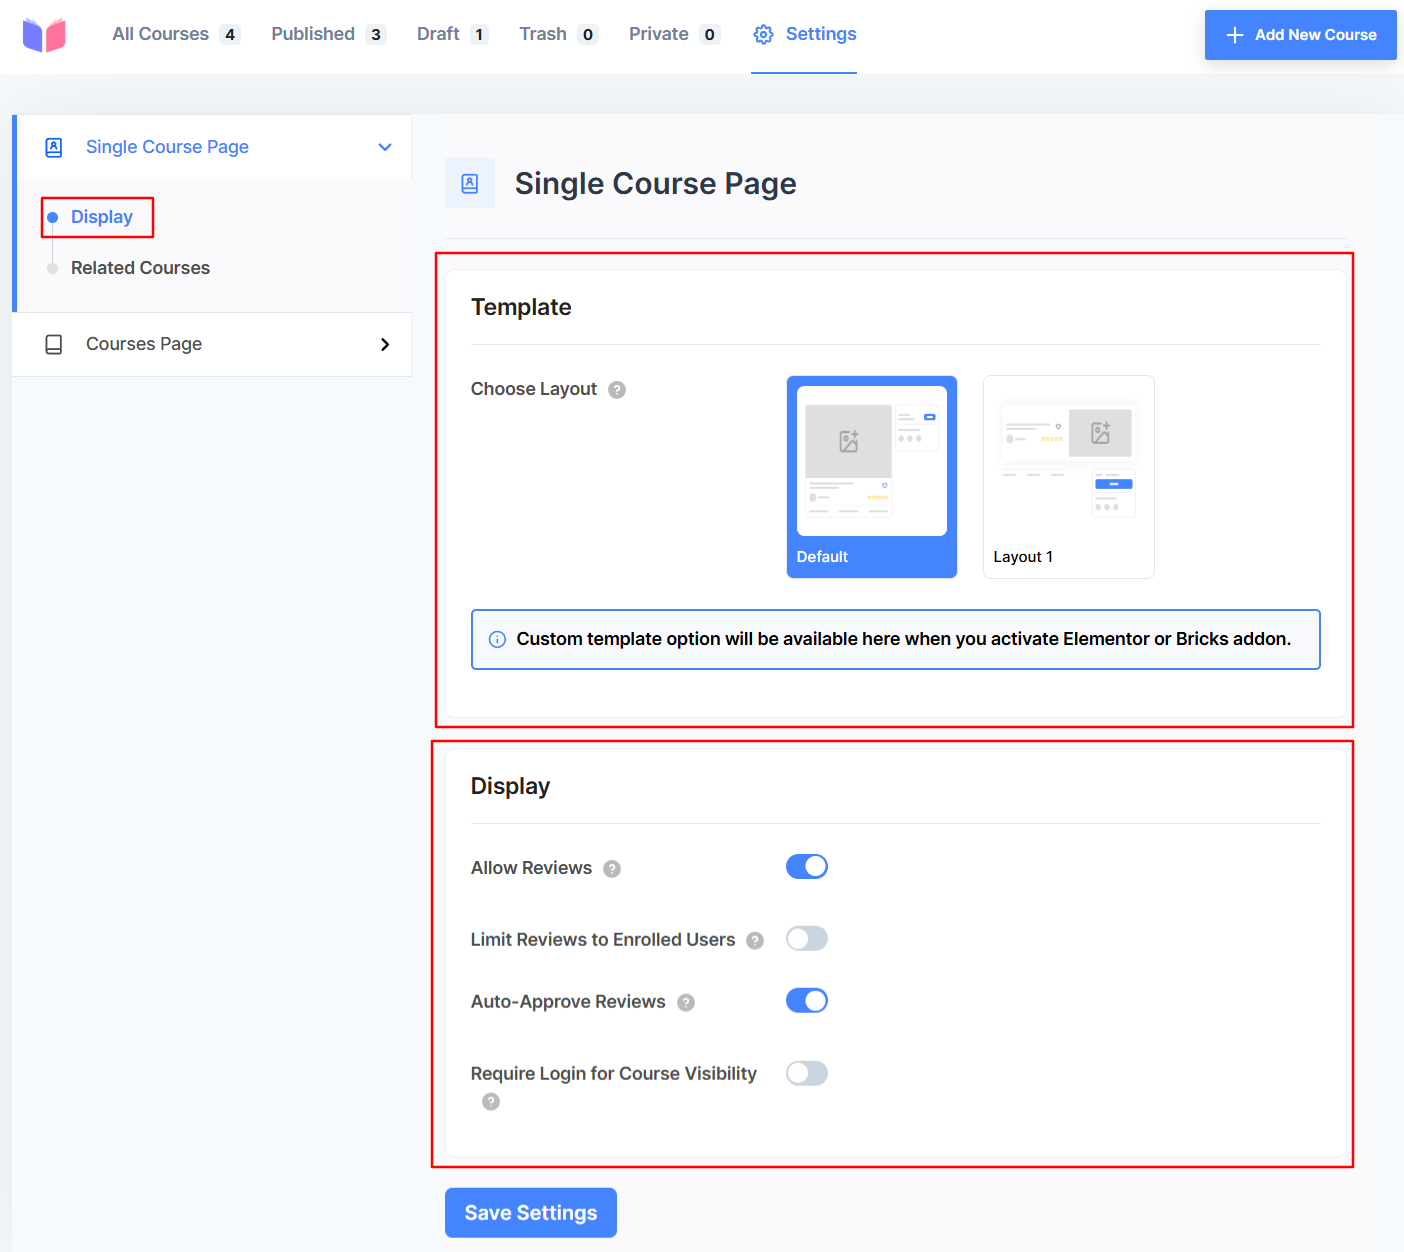 All Courses 4 Published 3 Draft 1 Trash 0 Private 0 Settings Add New Course
Single Course Page
Display
Related Courses
Courses Page
Single Course Page
Template
Choose Layout ?
Default
Layout 1
Custom template option will be available here when you activate Elementor or Bricks addon.
Display
Allow Reviews ?
Limit Reviews to Enrolled Users ?
Auto-Approve Reviews ?
Require Login for Course Visibility
?
Save Settings